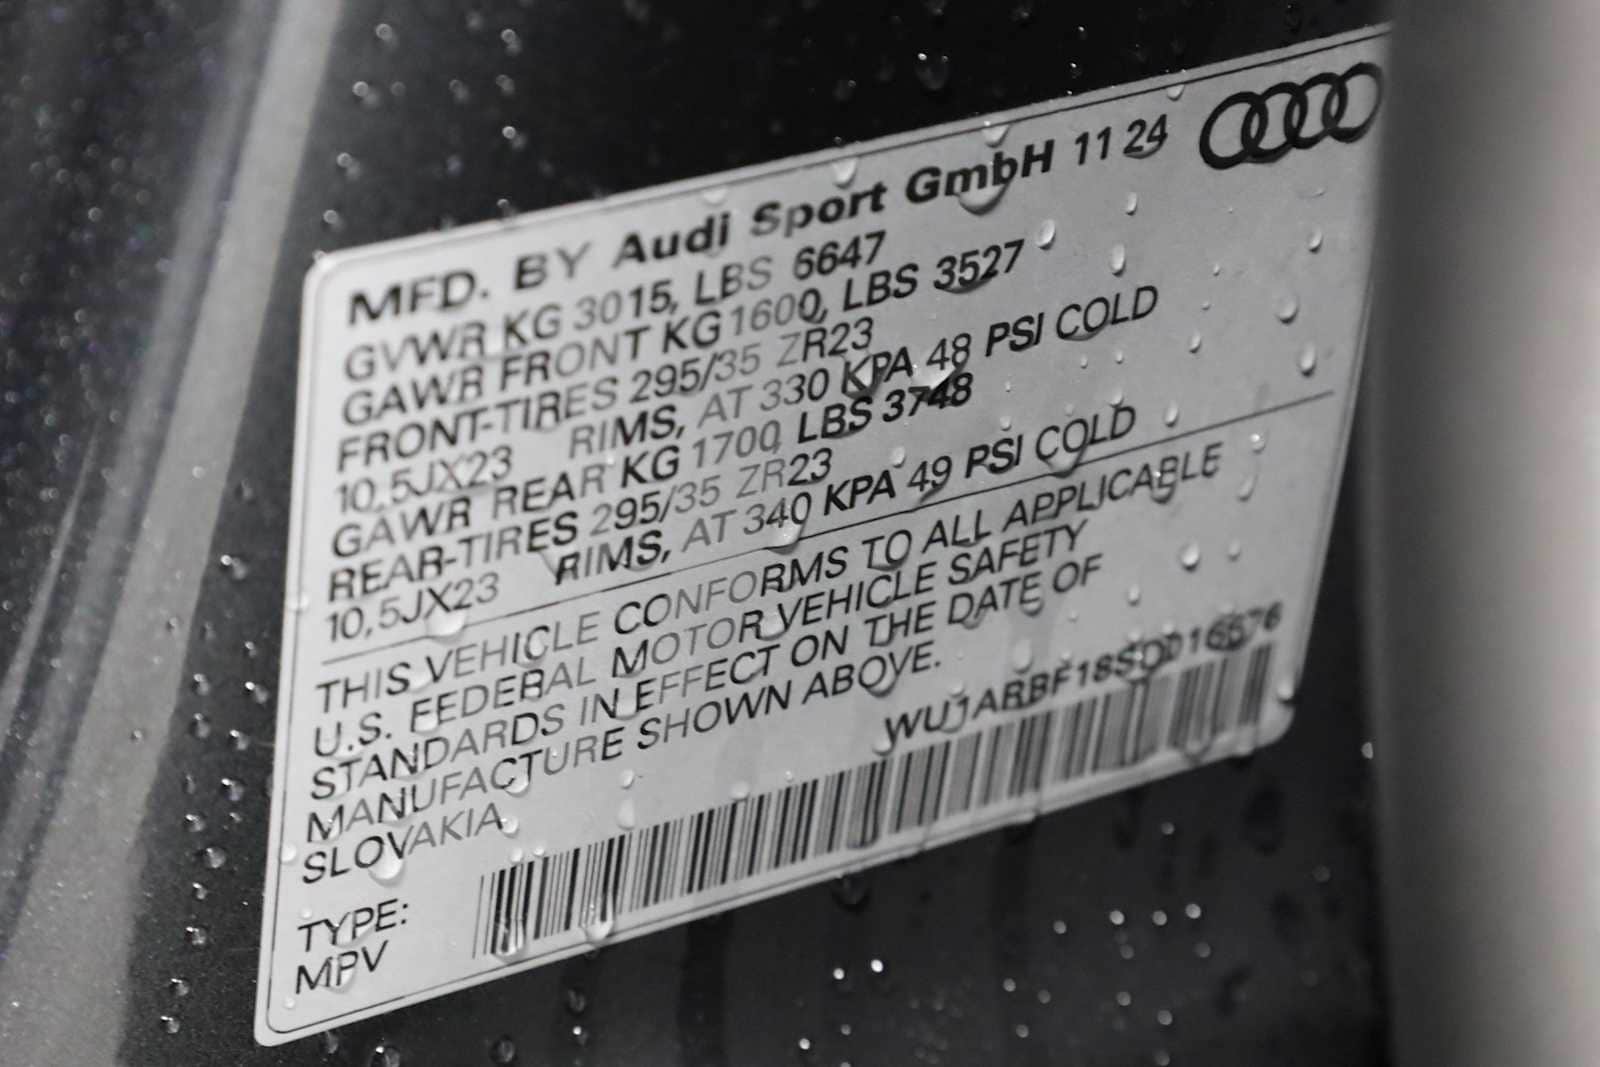 MFD. BY Audi Sport GmbH 11 24
GVWR KG 3015, LBS 6647
GAWR FRONT KG 1600, LBS 3527
FRONT-TIRES 295/35 ZR23
10,5JX23 RIMS, AT 330 KPA 48 PSI COLD
GAWR REAR KG 1700, LBS 3748
REAR-TIRES 295/35 ZR23
10,5JX23 RIMS, AT 340 KPA 49 PSI COLD
THIS VEHICLE CONFORMS TO ALL APPLICABLE
U.S. FEDERAL MOTOR VEHICLE SAFETY
STANDARDS IN EFFECT ON THE DATE OF
MANUFACTURE SHOWN ABOVE.
SLOVAKIA
TYPE:
MPV